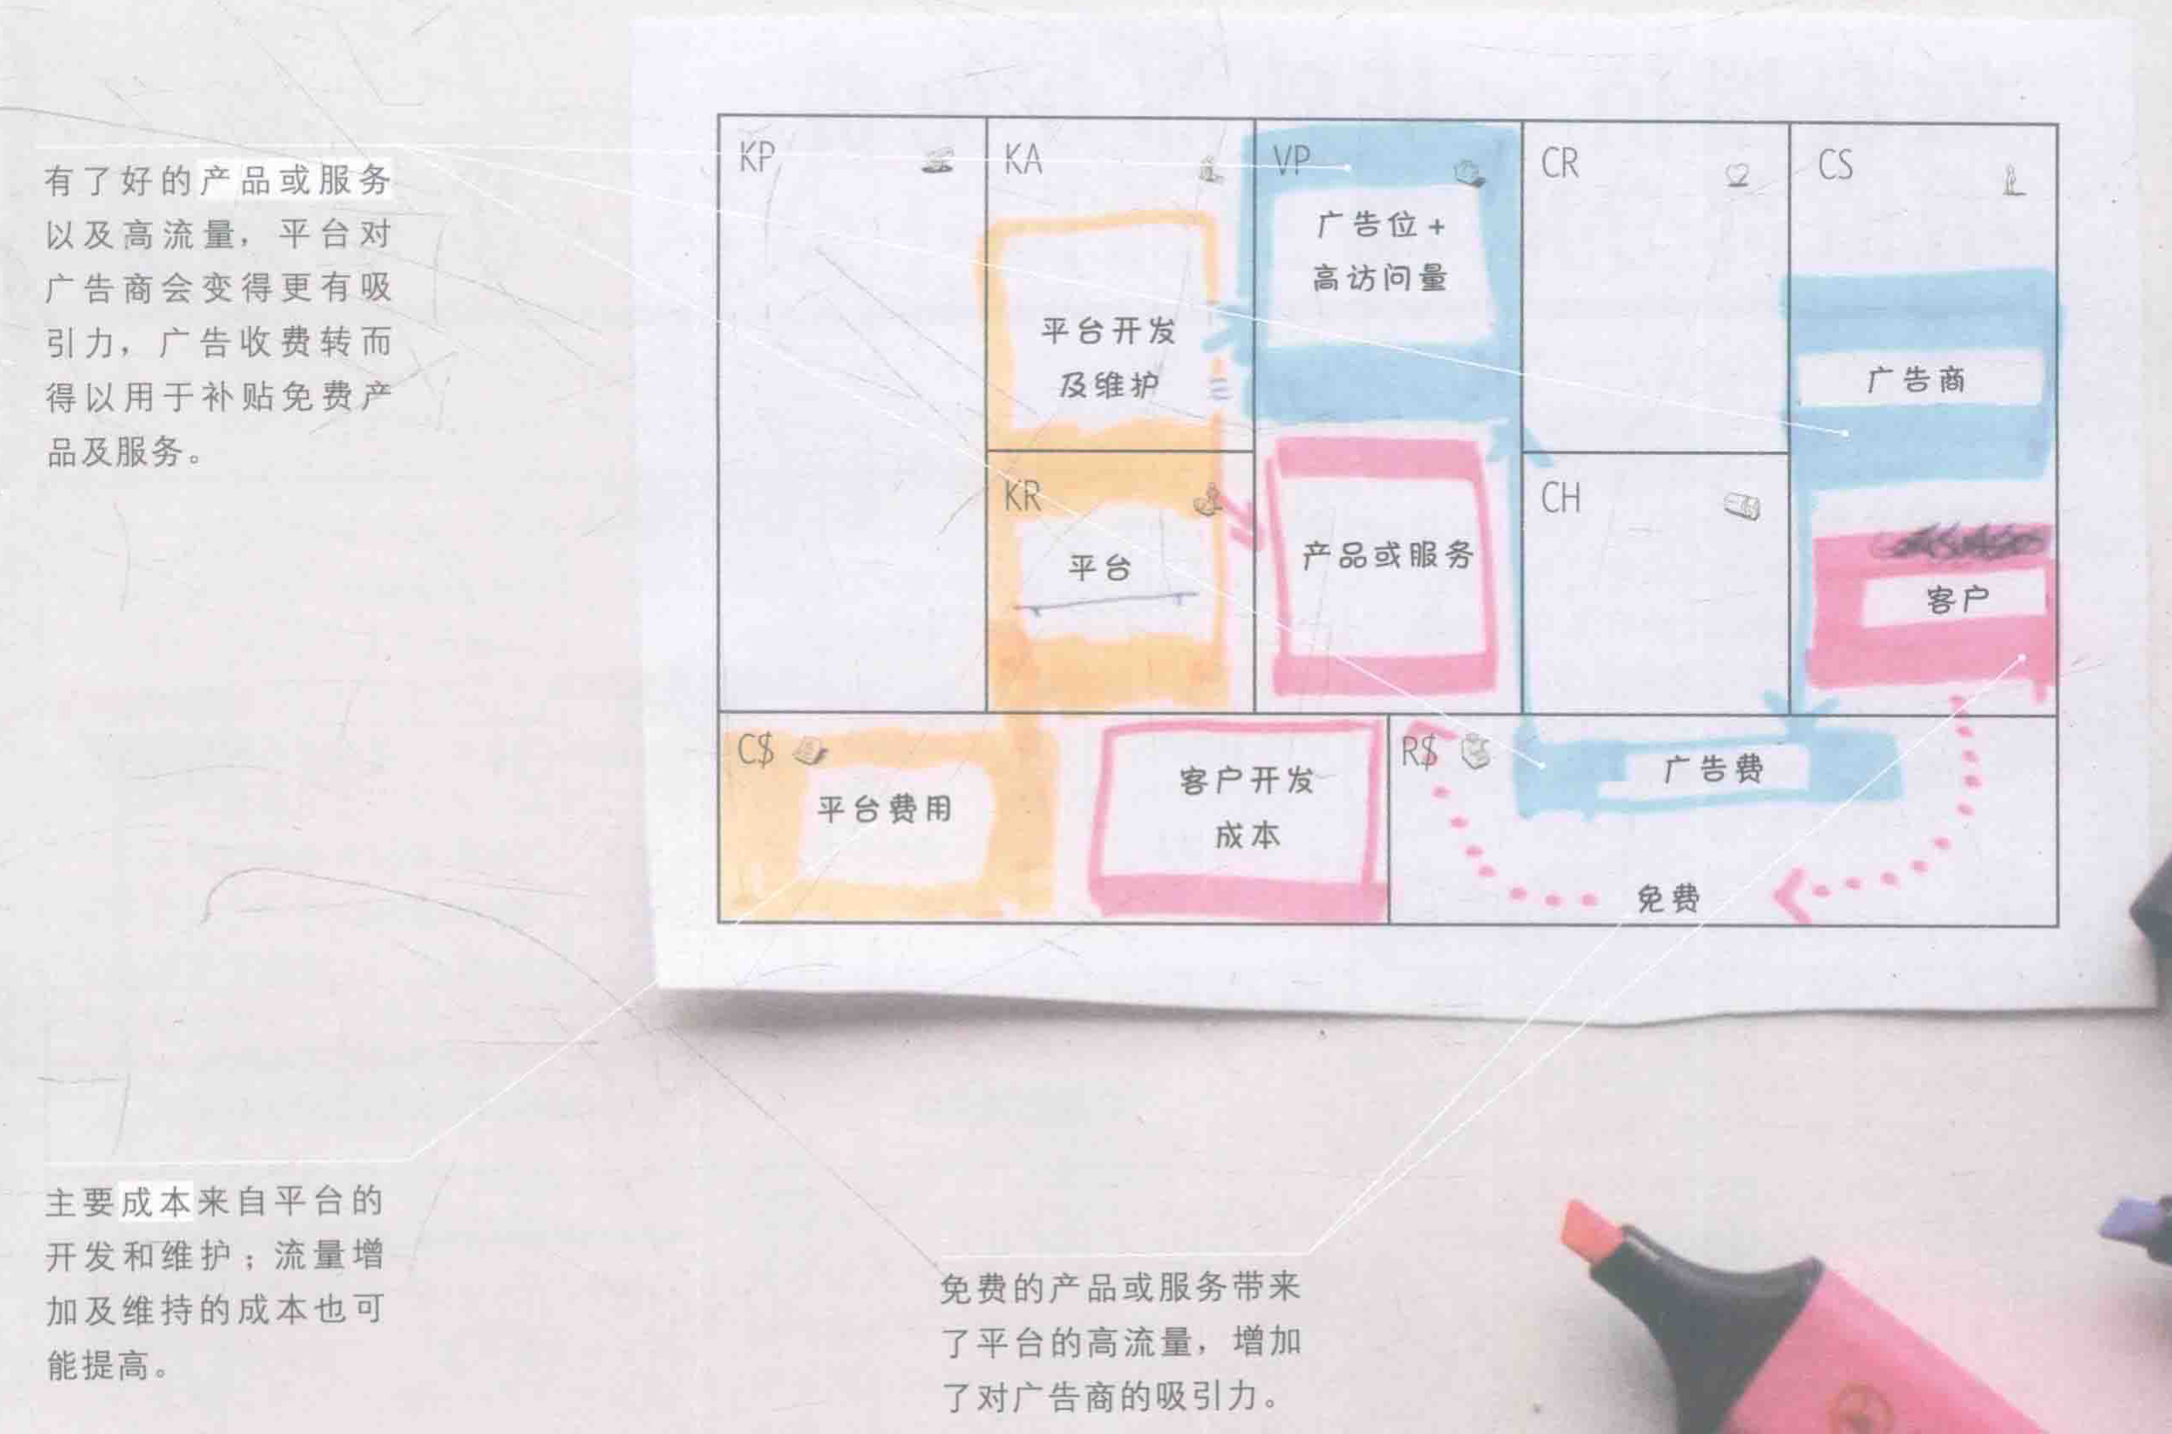 有了好的产品或服务
以及高流量，平台对
广告商会变得更有吸
引力，广告收费转而
得以用于补贴免费产
品及服务。
KP
KA
平台开发
及维护
KR
平台
VP
广告位+
高访问量
产品或服务
CR
CH
CS
广告商
客户
C$
平台费用
客户开发
成本
R$
广告费
免费
主要成本来自平台的
开发和维护；流量增
加及维持的成本也可
能提高。
免费的产品或服务带来
了平台的高流量，增加
了对广告商的吸引力。